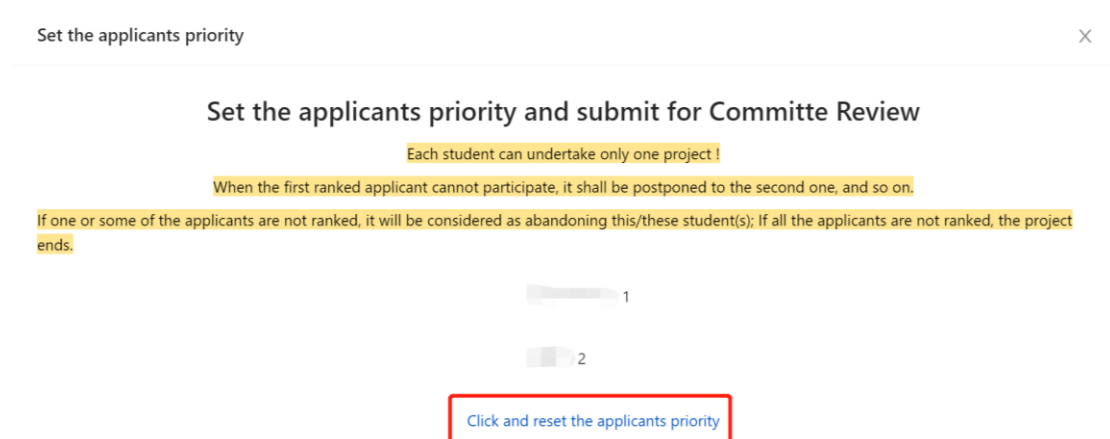 Set the applicants priority
Set the applicants priority and submit for Committe Review
Each student can undertake only one project !
When the first ranked applicant cannot participate, it shall be postponed to the second one, and so on.
If one or some of the applicants are not ranked, it will be considered as abandoning this/these student(s); If all the applicants are not ranked, the project
ends.
1
2
Click and reset the applicants priority